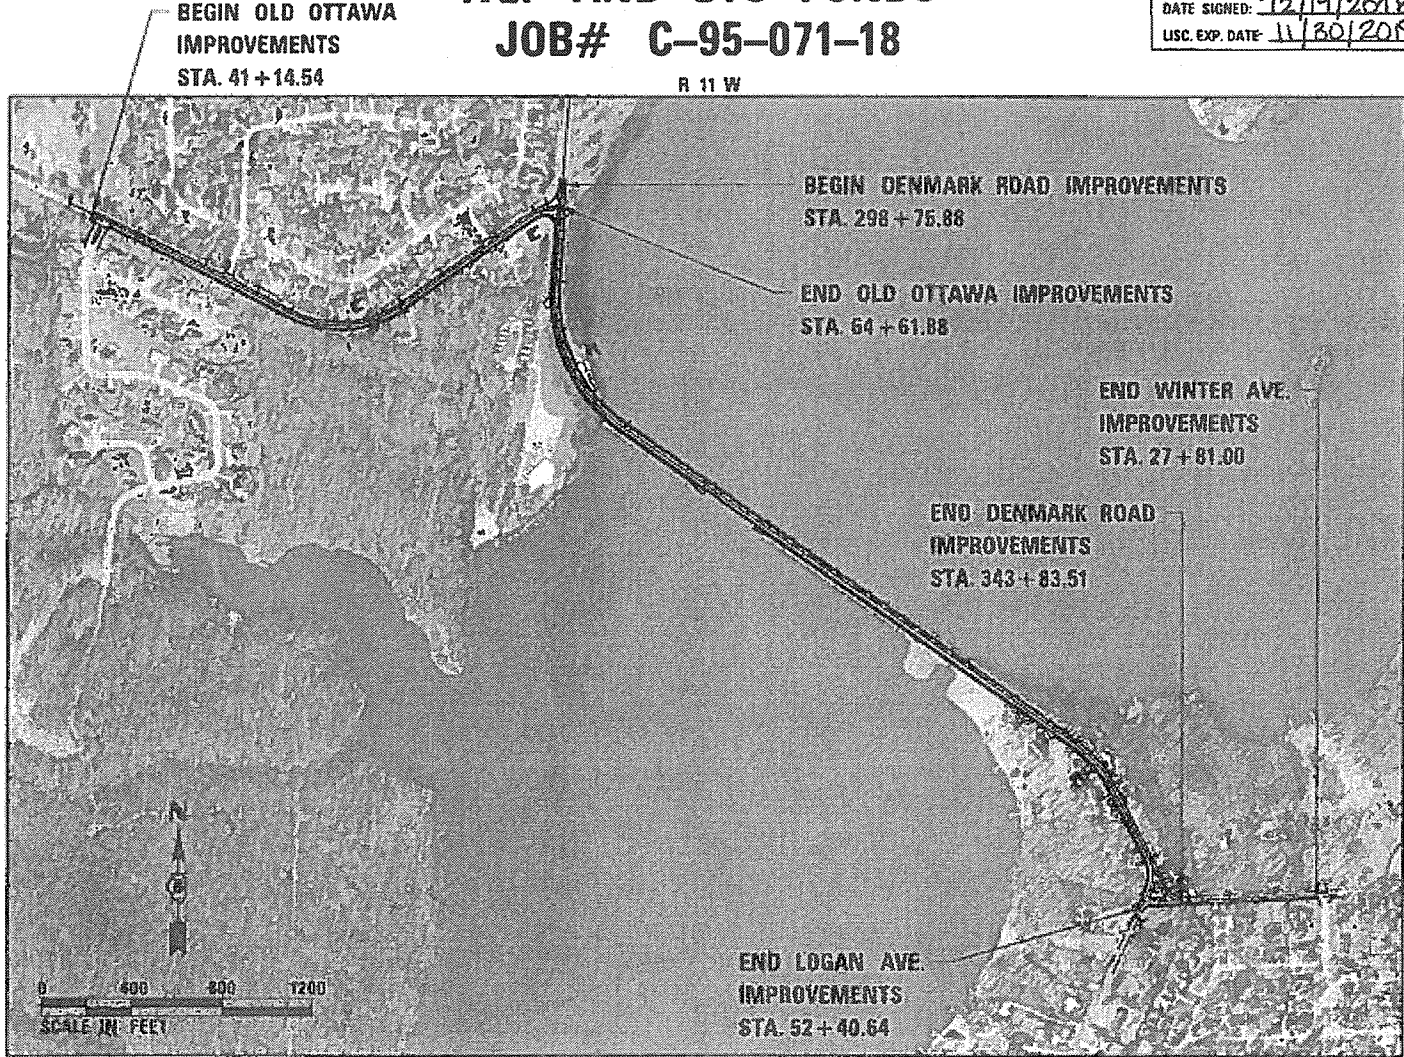 BEGIN OLD OTTAWA
IMPROVEMENTS
STA. 41+14.54
JOB# C-95-071-18
DATE SIGNED: 12/19/2018
LISC. EXP. DATE 11/30/2019
R 11 W
BEGIN DENMARK ROAD IMPROVEMENTS
STA. 298+75.88
END OLD OTTAWA IMPROVEMENTS
STA. 64+61.88
END WINTER AVE.
IMPROVEMENTS
STA. 27+81.00
END DENMARK ROAD
IMPROVEMENTS
STA. 343+83.51
END LOGAN AVE.
IMPROVEMENTS
STA. 52+40.64
N
0 400 800 1200
SCALE IN FEET